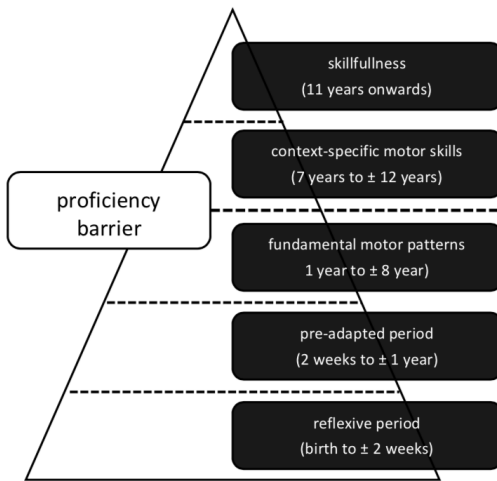 skillfullness
(11 years onwards)
context-specific motor skills
(7 years to ± 12 years)
proficiency
barrier
fundamental motor patterns
1 year to ± 8 year)
pre-adapted period
(2 weeks to ± 1 year)
reflexive period
(birth to ± 2 weeks)